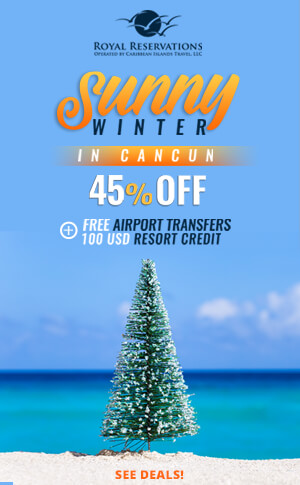 ROYAL RESERVATIONS
OPERATED BY CARIBBEAN ISLANDS TRAVEL, LLC
Sunny
WINTER
IN CANCUN
45% OFF
FREE AIRPORT TRANSFERS
100 USD RESORT CREDIT
SEE DEALS!